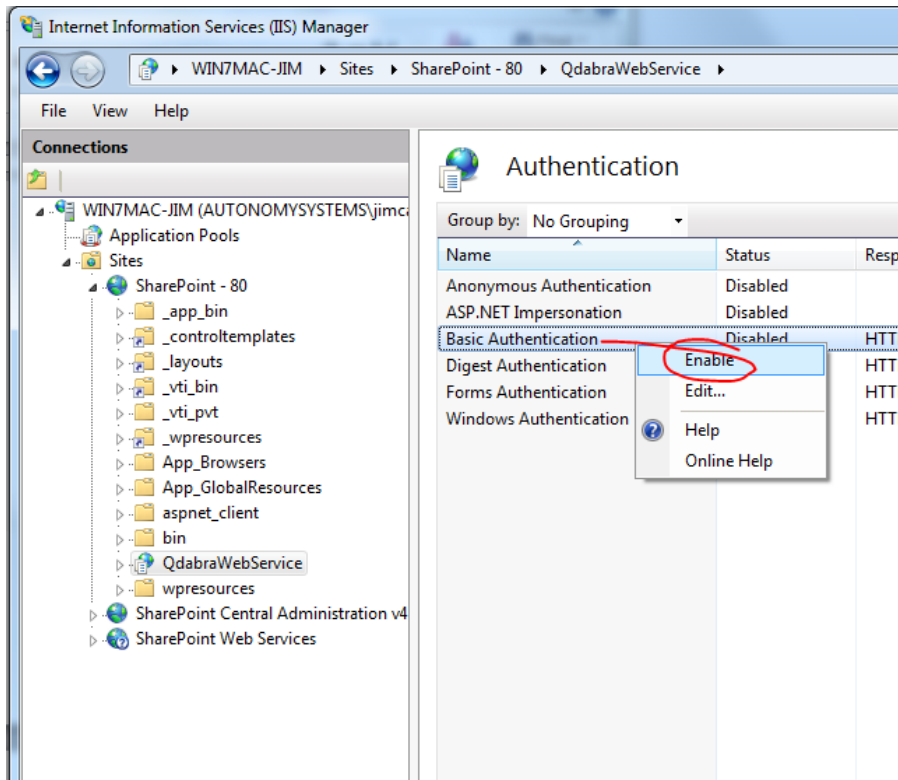 Internet Information Services (IIS) Manager
WIN7MAC-JIM Sites SharePoint - 80 QdabraWebService
File View Help
Connections
WIN7MAC-JIM (AUTONOMYSYSTEMS\jimca
Application Pools
Sites
SharePoint - 80
_app_bin
_controltemplates
_layouts
_vti_bin
_vti_pvt
_wpresources
App_Browsers
App_GlobalResources
aspnet_client
bin
QdabraWebService
wpresources
SharePoint Central Administration v4
SharePoint Web Services
Authentication
Group by: No Grouping
Name Status Resp
Anonymous Authentication Disabled
ASP.NET Impersonation Disabled
Basic Authentication Disabled HTT
Digest Authentication HTT
Forms Authentication HTT
Windows Authentication HTT
Enable
Edit...
Help
Online Help